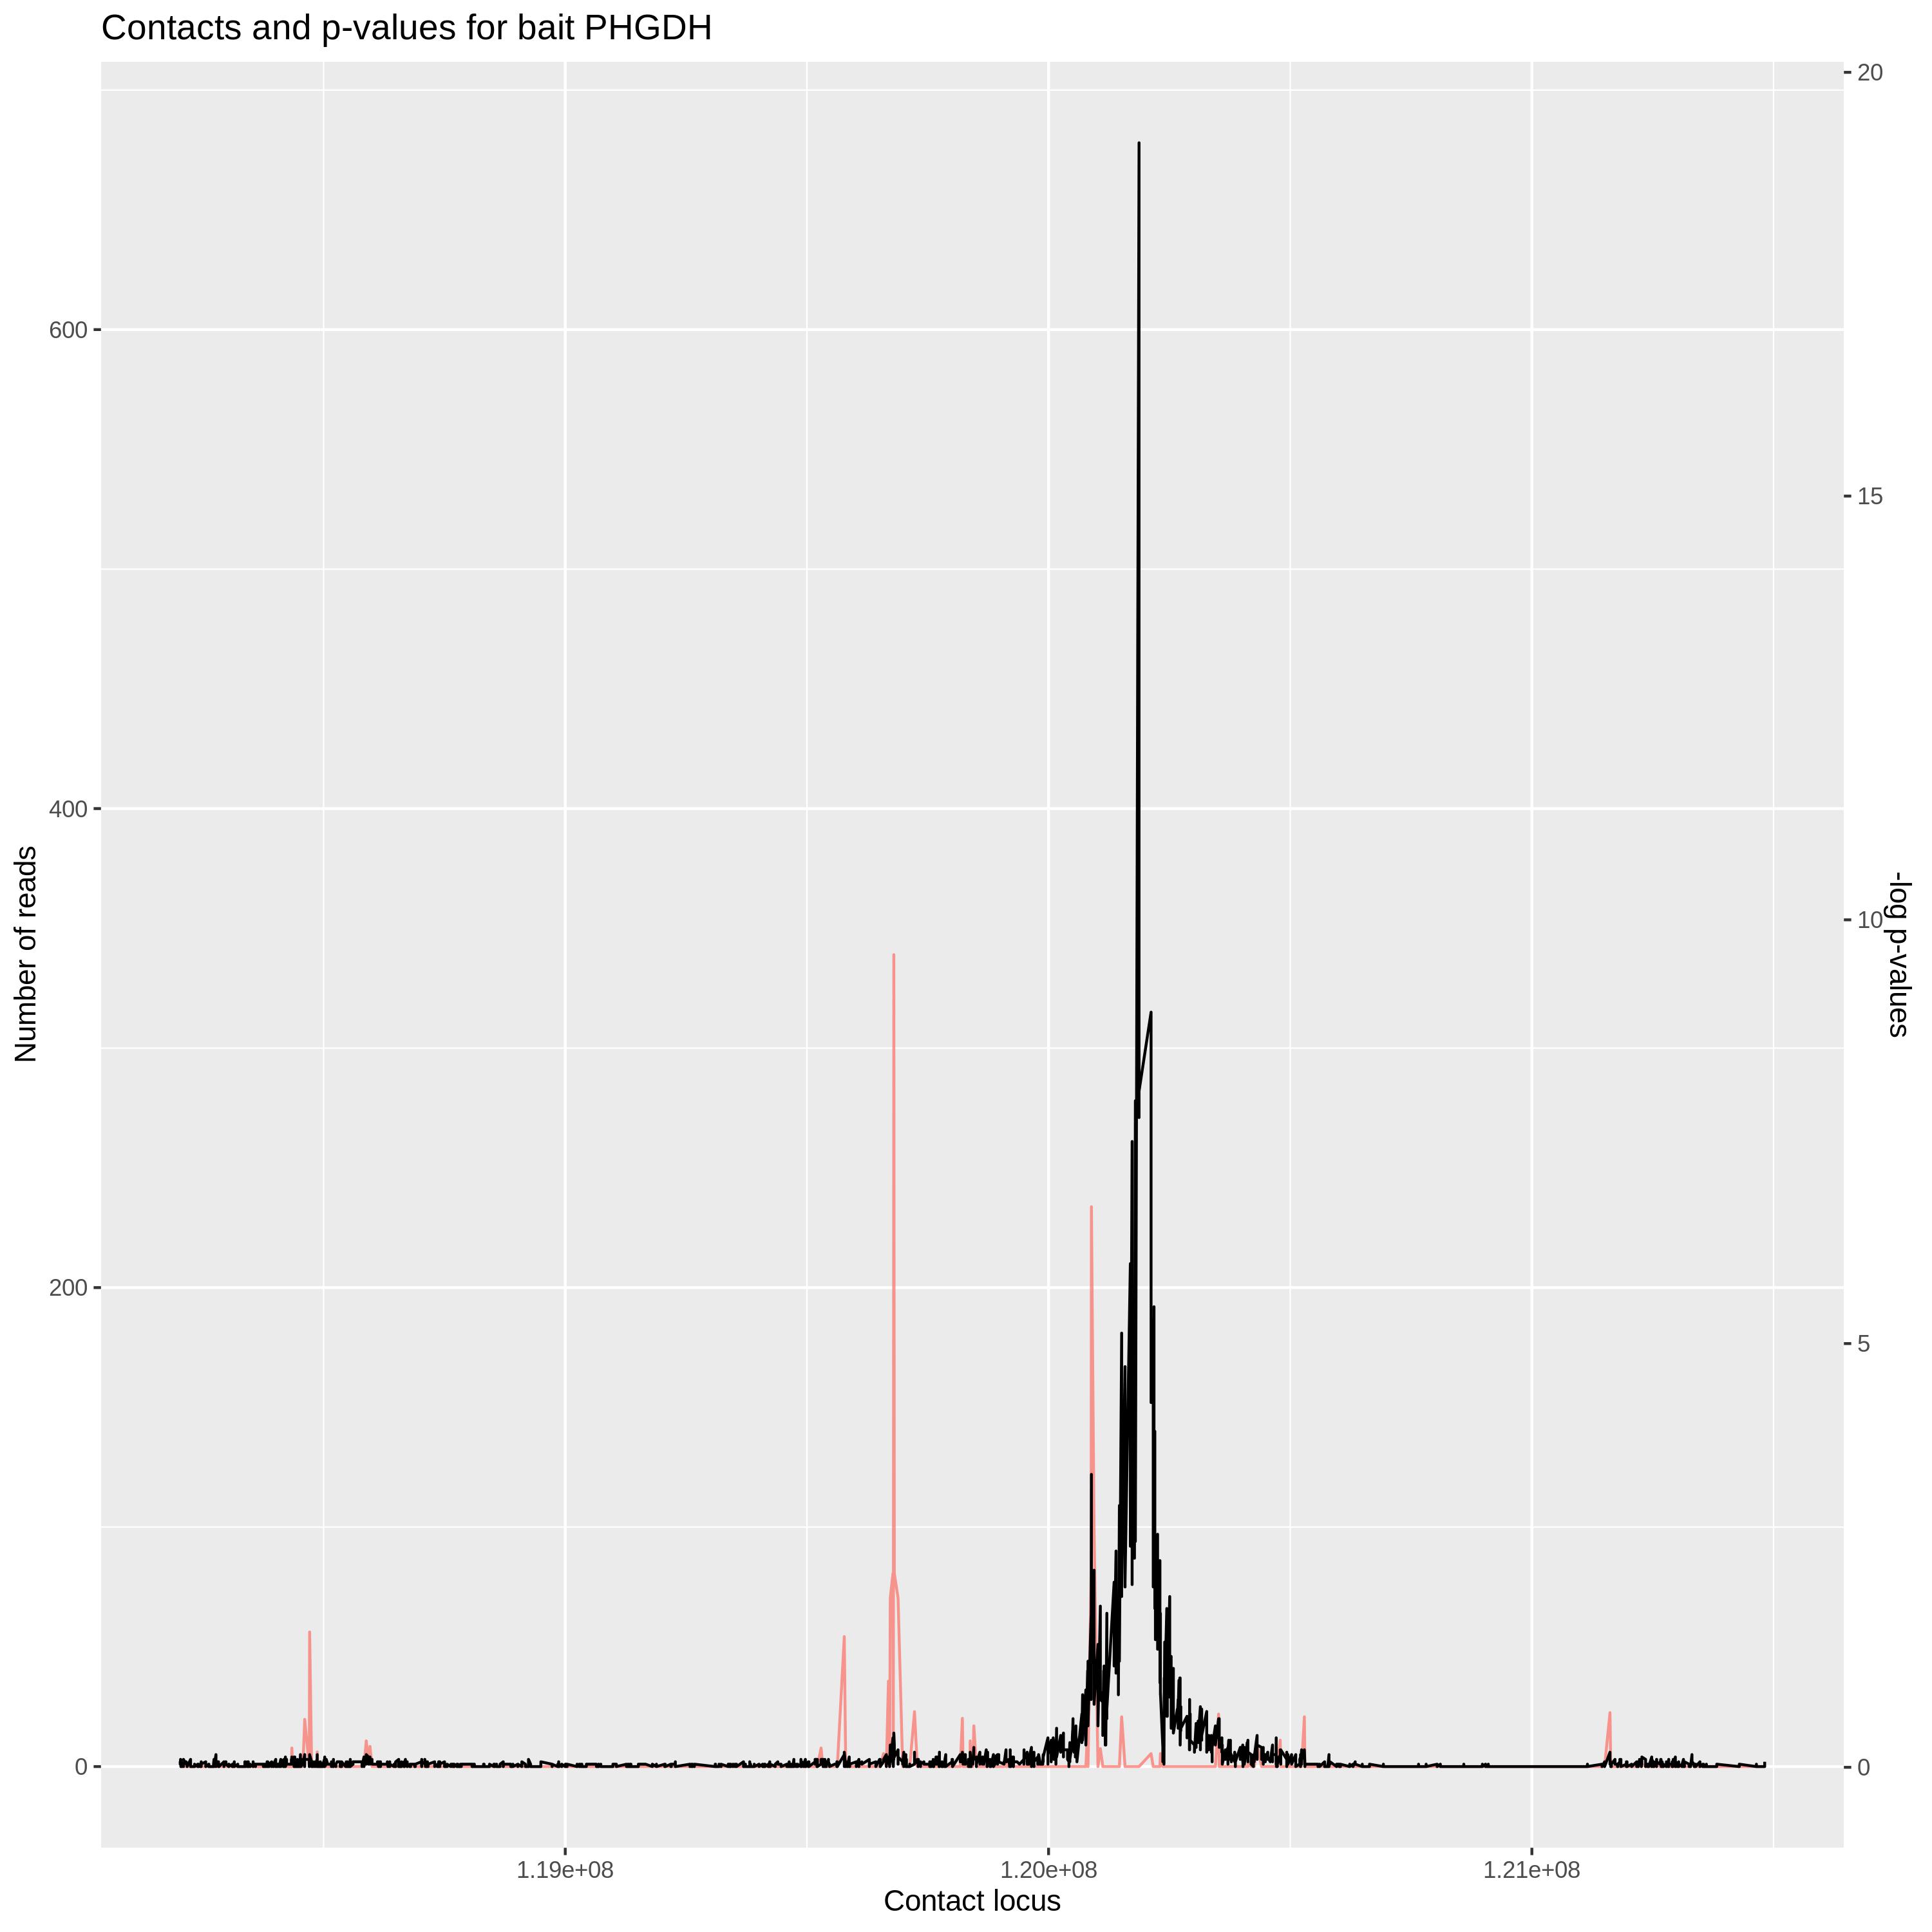 Contacts and p-values for bait PHGDH
20
15
10
5
0
600
400
200
0
Number of reads
-log p-values
1.19e+08
1.20e+08
1.21e+08
Contact locus